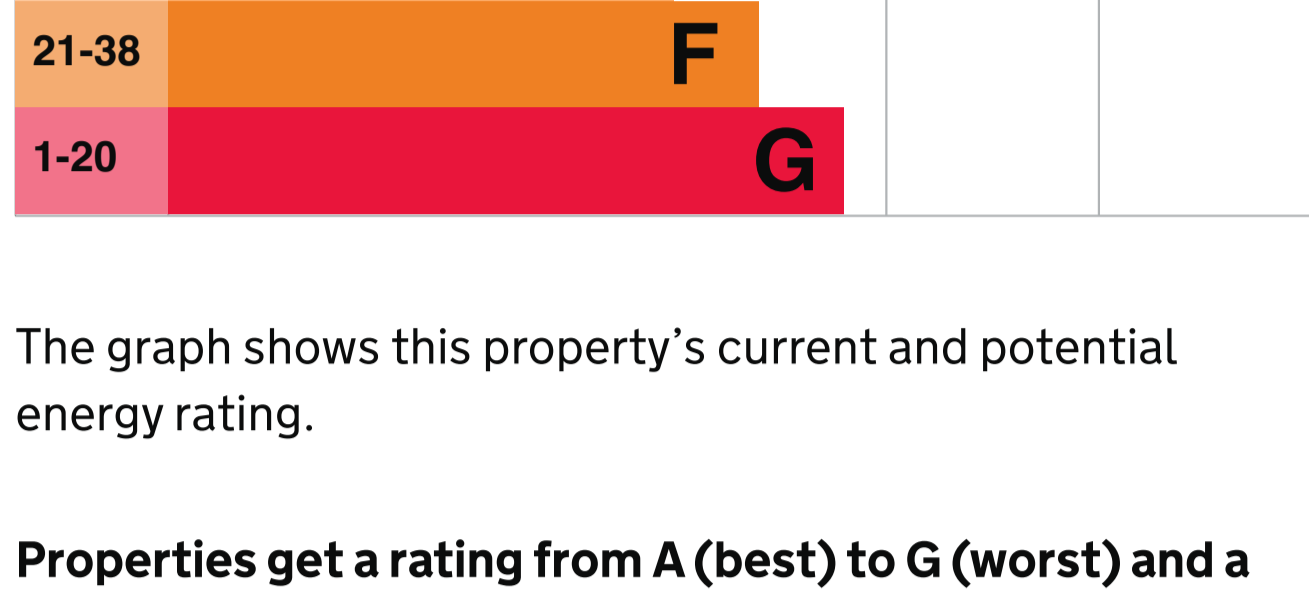 21-38 F
1-20 G
The graph shows this property’s current and potential
energy rating.
Properties get a rating from A (best) to G (worst) and a